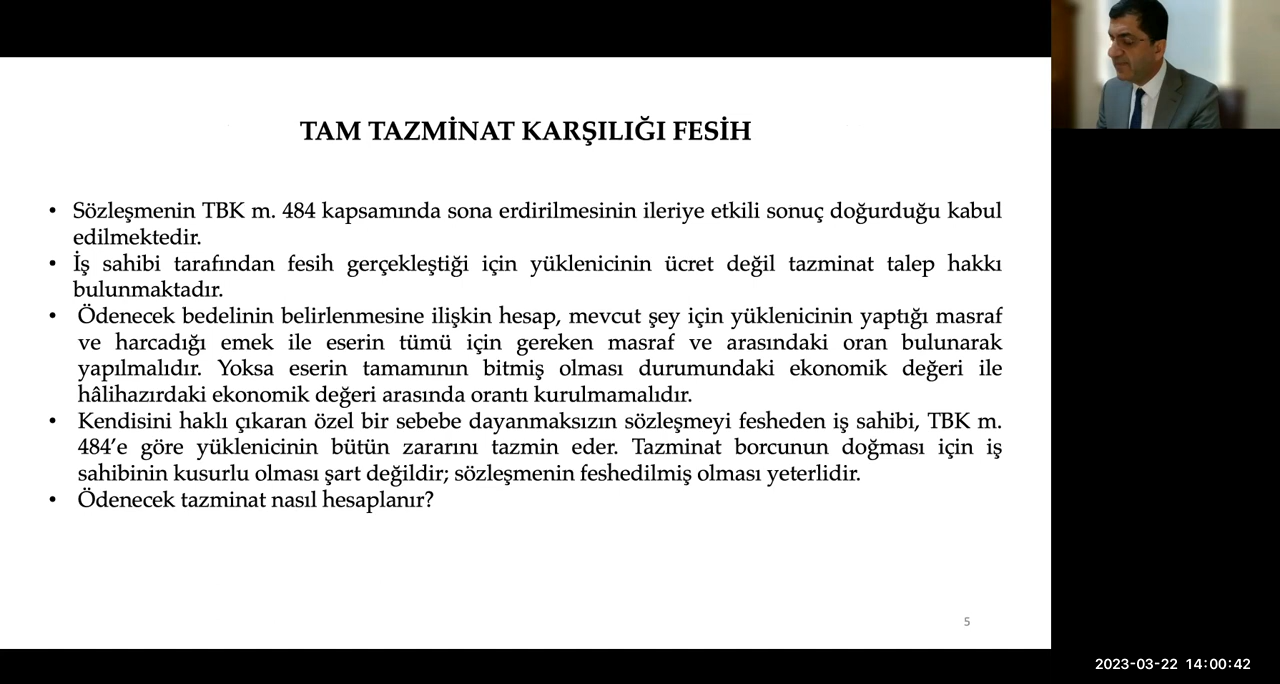 TAM TAZMİNAT KARŞILIĞI FESİH
• Sözleşmenin TBK m. 484 kapsamında sona erdirilmesinin ileriye etkili sonuç doğurduğu kabul
edilmektedir.
• İş sahibi tarafından fesih gerçekleştiği için yüklenicinin ücret değil tazminat talep hakkı
bulunmaktadır.
• Ödenecek bedelinin belirlenmesine ilişkin hesap, mevcut şey için yüklenicinin yaptığı masraf
ve harcadığı emek ile eserin tümü için gereken masraf ve arasındaki oran bulunarak
yapılmalıdır. Yoksa eserin tamamının bitmiş olması durumundaki ekonomik değeri ile
hâlihazırdaki ekonomik değeri arasında orantı kurulmamalıdır.
• Kendisini haklı çıkaran özel bir sebebe dayanmaksızın sözleşmeyi fesheden iş sahibi, TBK m.
484’e göre yüklenicinin bütün zararını tazmin eder. Tazminat borcunun doğması için iş
sahibinin kusurlu olması şart değildir; sözleşmenin feshedilmiş olması yeterlidir.
• Ödenecek tazminat nasıl hesaplanır?
5
2023-03-22 14:00:42